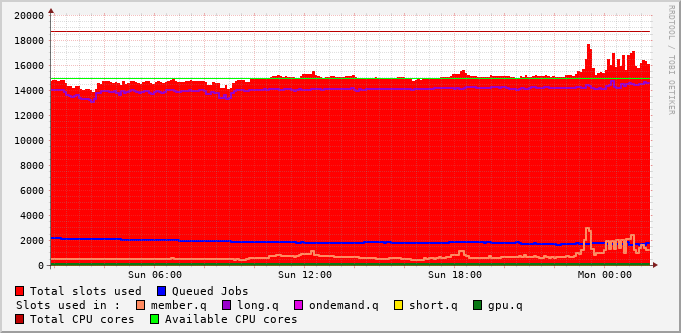 20000
18000
16000
14000
12000
10000
8000
6000
4000
2000
0
Sun 06:00 Sun 12:00 Sun 18:00 Mon 00:00
Total slots used Queued Jobs
Slots used in : member.q long.q ondemand.q short.q gpu.q
Total CPU cores Available CPU cores
RRDTOOL / TOBI OETIKER